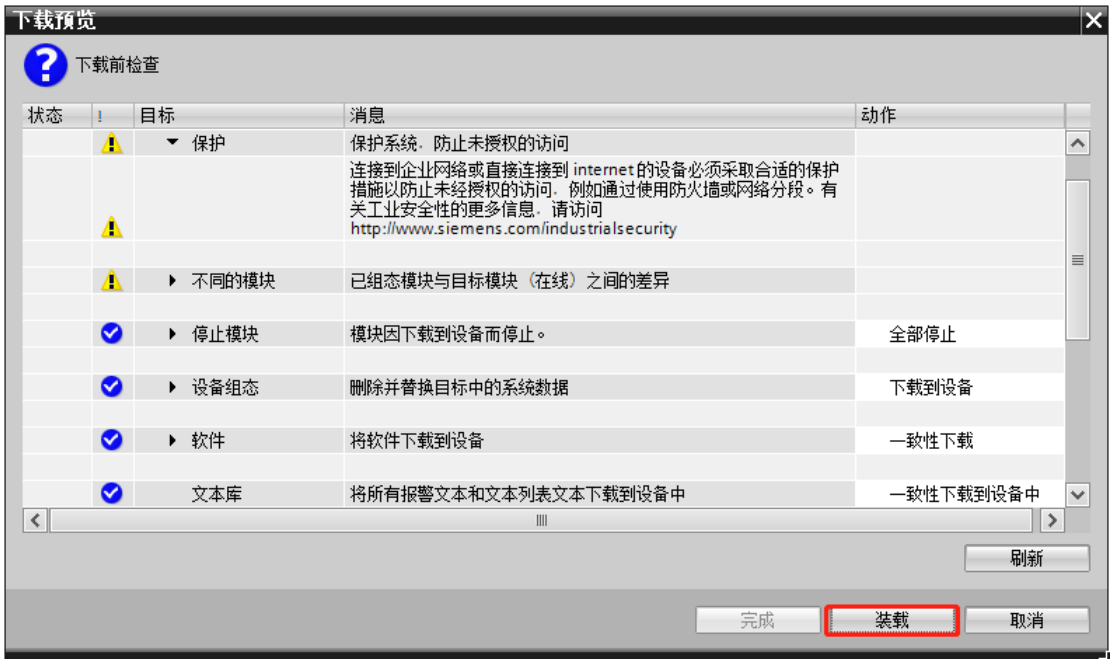 下载预览
下载前检查
状态 ! 目标 消息 动作
保护 保护系统. 防止未授权的访问
连接到企业网络或直接连接到 internet 的设备必须采取合适的保护
措施以防止未经授权的访问. 例如通过使用防火墙或网络分段。有
关工业安全性的更多信息. 请访问
http://www.siemens.com/industrialsecurity
不同的模块 已组态模块与目标模块（在线）之间的差异
停止模块 模块因下载到设备而停止。 全部停止
设备组态 删除并替换目标中的系统数据 下载到设备
软件 将软件下载到设备 一致性下载
文本库 将所有报警文本和文本列表文本下载到设备中 一致性下载到设备中
刷新
完成 装载 取消